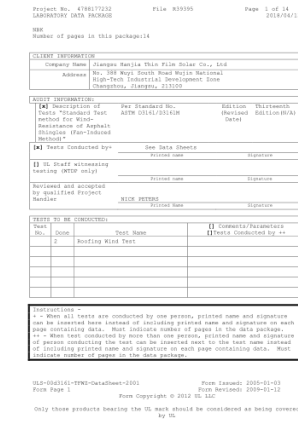 Project No. 4788177232 File R39395 Page 1 of 14
LABORATORY DATA PACKAGE 2018/04/1
NBK
Number of pages in this package:14
CLIENT INFORMATION
Company Name Jiangsu Hanjia Thin Film Solar Co., Ltd
Address No. 388 Wuyi South Road Wujin National
High-Tech Industrial Development Zone
Changzhou, Jiangsu, 213100
AUDIT INFORMATION:
[x] Description of Per Standard No. Edition Thirteenth
Tests "Standard Test ASTM D3161/D3161M (Revised Edition(N/A)
method for Wind- Date)
Resistance of Asphalt
Shingles (Fan-Induced
Method)"
[x] Tests Conducted by+ See Data Sheets
Printed name Signature
[] UL Staff witnessing
testing (WTDP only)
Printed name Signature
Reviewed and accepted
by qualified Project
Handler NICK PETERS
Printed Name Signature
TESTS TO BE CONDUCTED:
Test [] Comments/Parameters
No. Done Test Name []Tests Conducted by ++
2 Roofing Wind Test
Instructions -
+ - When all tests are conducted by one person, printed name and signature
can be inserted here instead of including printed name and signature on each
page containing data. Must indicate number of pages in the data package.
++ - When test conducted by more than one person, printed name and signature
of person conducting the test can be inserted next to the test name instead
of including printed name and signature on each page containing data. Must
indicate number of pages in the data package.
ULS-00d3161-TFWZ-DataSheet-2001 Form Issued: 2005-01-03
Form Page 1 Form Revised: 2009-01-12
Form Copyright © 2012 UL LLC
Only those products bearing the UL mark should be considered as being covere
by UL